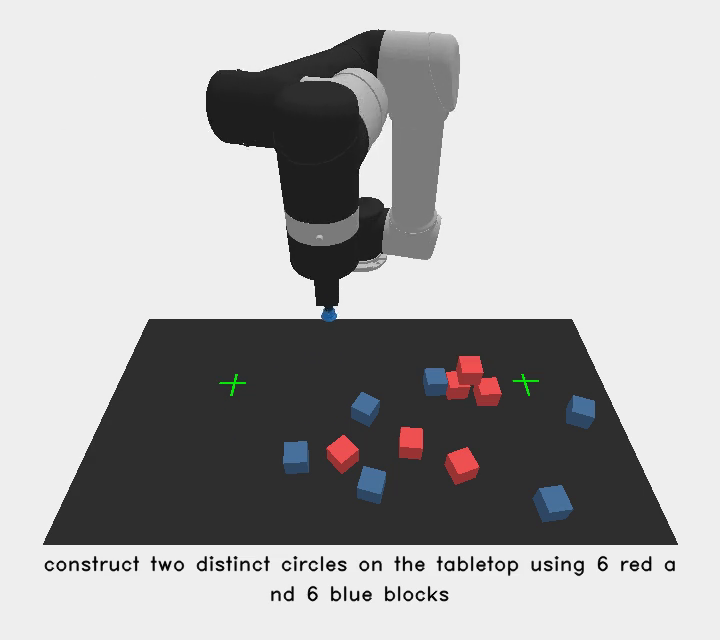 construct two distinct circles on the tabletop using 6 red a
nd 6 blue blocks